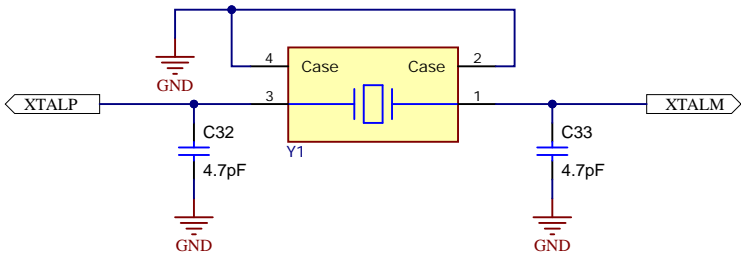 4
Case
Case
2
GND
XTALP
3
1
XTALM
C32
4.7pF
Y1
C33
4.7pF
GND
GND